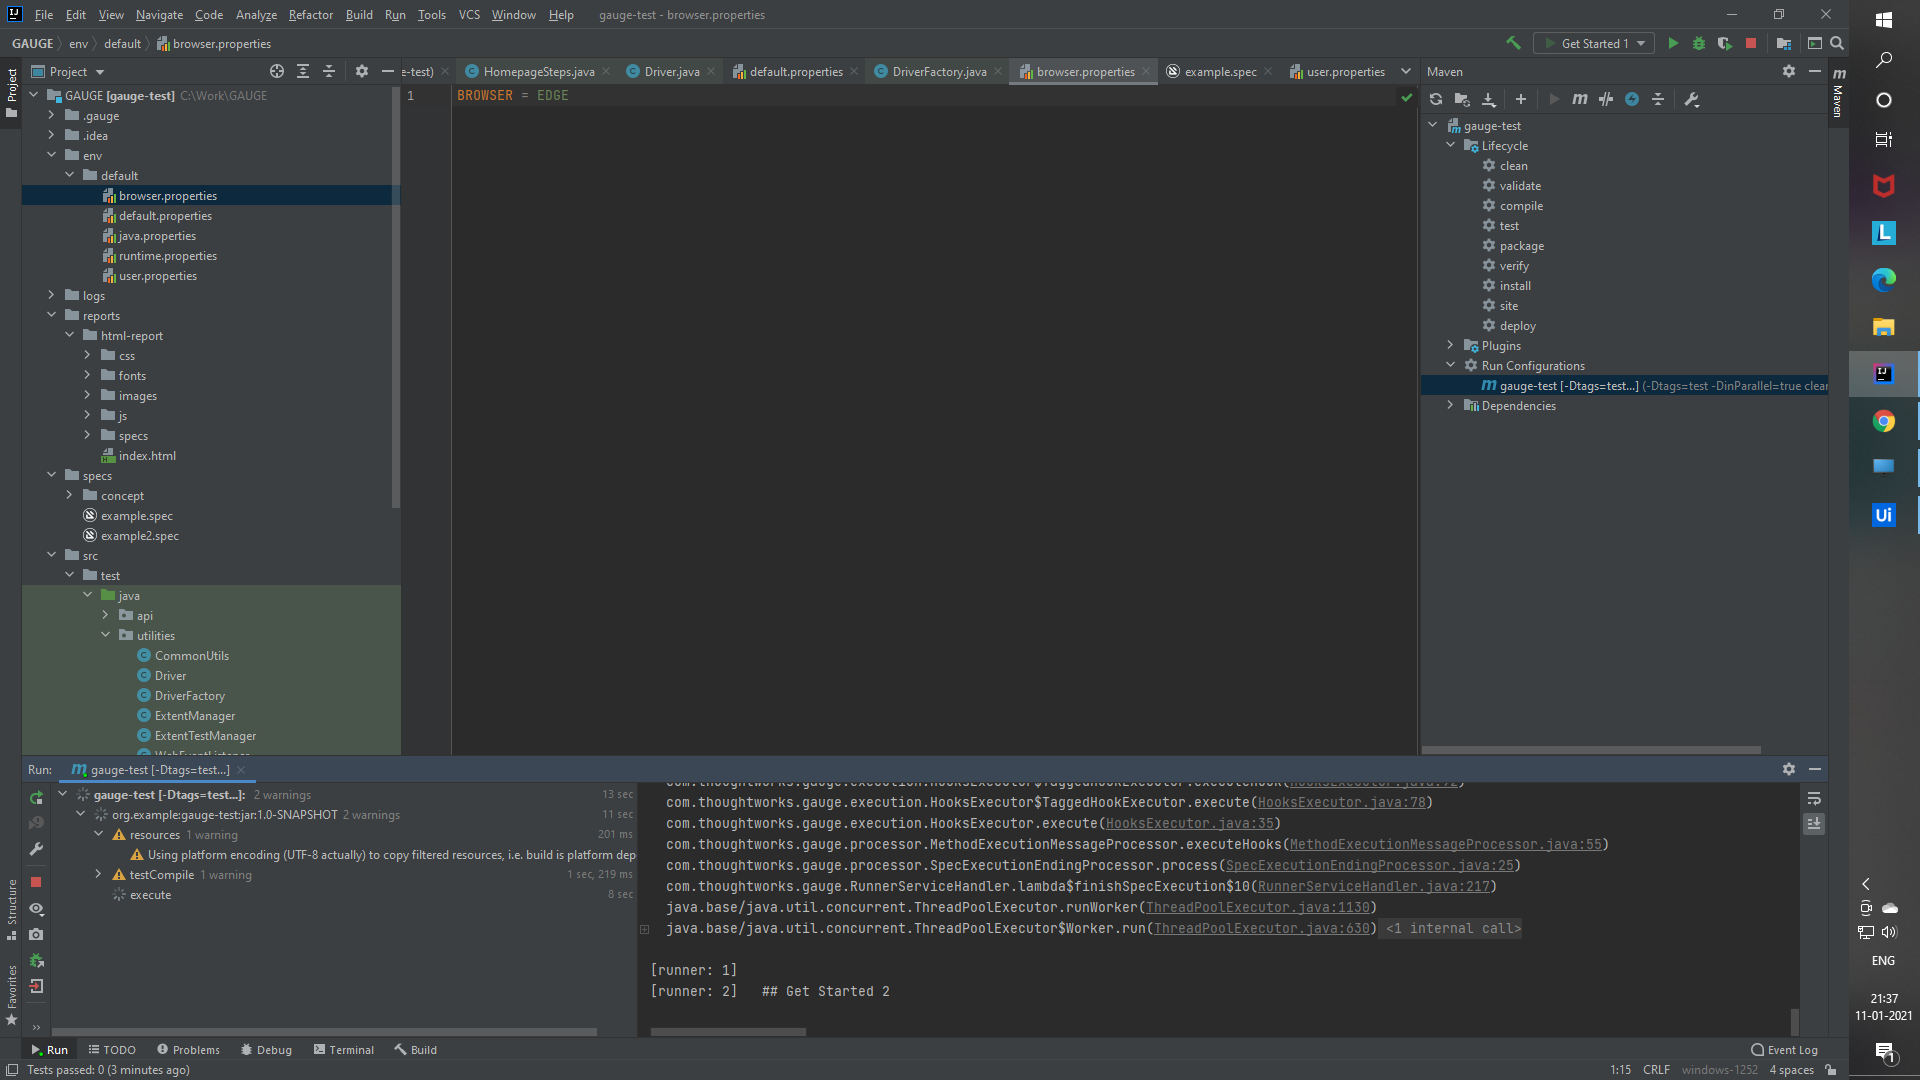 File Edit View Navigate Code Analyze Refactor Build Run Tools VCS Window Help gauge-test - browser.properties
GAUGE env default browser.properties
Get Started 1
Project
e-test) HomepageSteps.java Driver.java default.properties DriverFactory.java browser.properties example.spec user.properties
Maven
Project
Maven
GAUGE [gauge-test] C:\Work\GAUGE
.gauge
.idea
env
default
browser.properties
default.properties
java.properties
runtime.properties
user.properties
logs
reports
html-report
css
fonts
images
js
specs
index.html
specs
concept
example.spec
example2.spec
src
test
java
api
utilities
CommonUtils
Driver
DriverFactory
ExtentManager
ExtentTestManager
WebEventListener
1
BROWSER = EDGE
gauge-test
Lifecycle
clean
validate
compile
test
package
verify
install
site
deploy
Plugins
Run Configurations
gauge-test [-Dtags=test...] (-Dtags=test -DinParallel=true clean
Dependencies
Run: gauge-test [-Dtags=test...]
gauge-test [-Dtags=test...]: 2 warnings 13 sec
org.example:gauge-test:jar:1.0-SNAPSHOT 2 warnings 11 sec
resources 1 warning 201 ms
Using platform encoding (UTF-8 actually) to copy filtered resources, i.e. build is platform dep
testCompile 1 warning 1 sec, 219 ms
execute 8 sec
com.thoughtworks.gauge.execution.HooksExecutor$TaggedHookExecutor.execute(HooksExecutor.java:78)
com.thoughtworks.gauge.execution.HooksExecutor.execute(HooksExecutor.java:35)
com.thoughtworks.gauge.processor.MethodExecutionMessageProcessor.executeHooks(MethodExecutionMessageProcessor.java:55)
com.thoughtworks.gauge.processor.SpecExecutionEndingProcessor.process(SpecExecutionEndingProcessor.java:25)
com.thoughtworks.gauge.RunnerServiceHandler.lambda$finishSpecExecution$10(RunnerServiceHandler.java:217)
java.base/java.util.concurrent.ThreadPoolExecutor.runWorker(ThreadPoolExecutor.java:1130)
java.base/java.util.concurrent.ThreadPoolExecutor$Worker.run(ThreadPoolExecutor.java:630) <1 internal call>
[runner: 1]
[runner: 2] ## Get Started 2
Structure
Favorites
Run TODO Problems Debug Terminal Build Event Log
Tests passed: 0 (3 minutes ago) 1:15 CRLF windows-1252 4 spaces
L
IJ
Ui
ENG
21:37
11-01-2021
1